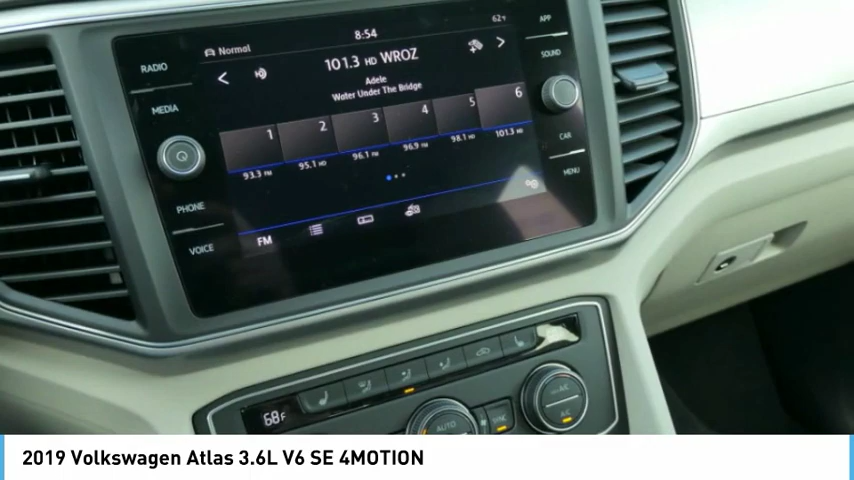 8:54
62°F
APP
RADIO
Normal
101.3 HD WROZ
SOUND
Adele
Water Under The Bridge
MEDIA
1 2 3 4 5 6
93.3 FM 95.1 HD 96.1 FM 96.9 FM 98.1 HD 101.3 HD
CAR
MENU
PHONE
VOICE
FM
68F
AUTO
SYNC
A/C
A/C
2019 Volkswagen Atlas 3.6L V6 SE 4MOTION